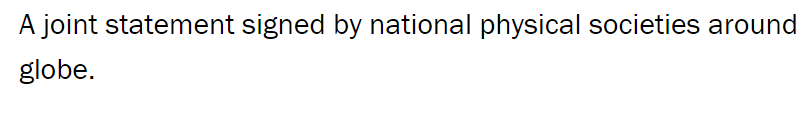 A joint statement signed by national physical societies around
globe.